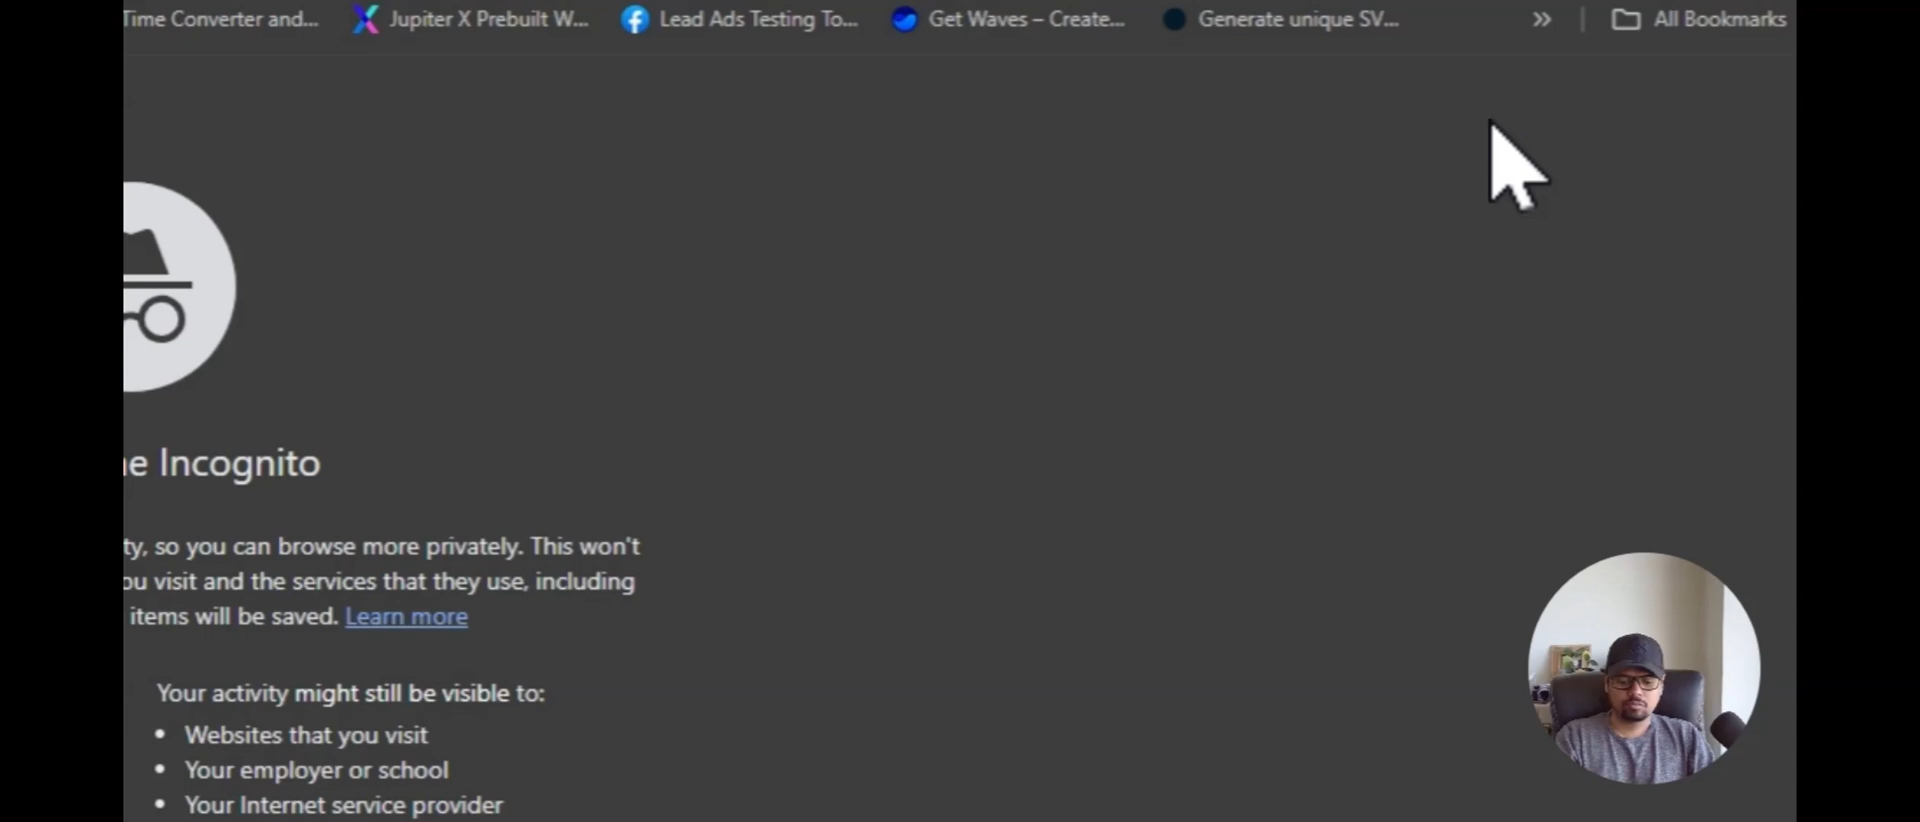 Time Converter and... Jupiter X Prebuilt W... Lead Ads Testing To... Get Waves – Create... Generate unique SV... » All Bookmarks
e Incognito
ty, so you can browse more privately. This won't
ou visit and the services that they use, including
items will be saved. Learn more
Your activity might still be visible to:
• Websites that you visit
• Your employer or school
• Your Internet service provider